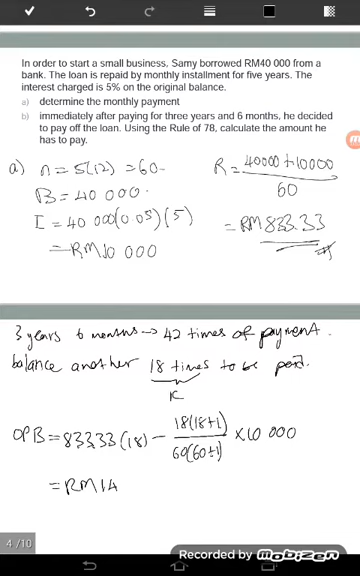 In order to start a small business, Samy borrowed RM40 000 from a
bank. The loan is repaid by monthly installment for five years. The
interest charged is 5% on the original balance.
a) determine the monthly payment
b) immediately after paying for three years and 6 months, he decided
to pay off the loan. Using the Rule of 78, calculate the amount he
has to pay.
a) n = 5(12) = 60.
B = 40 000.
I = 40 000(0.05)(5)
= RM10 000
R = 40000 + 10000
60
= RM833.33
3 years 6 months → 42 times of payment.
balance another 18 times to be paid.
K
OPB = 833.33(18) - 18(18+1) / 60(60+1) × 10 000
= RM14
4 / 10
Recorded by Mobizen